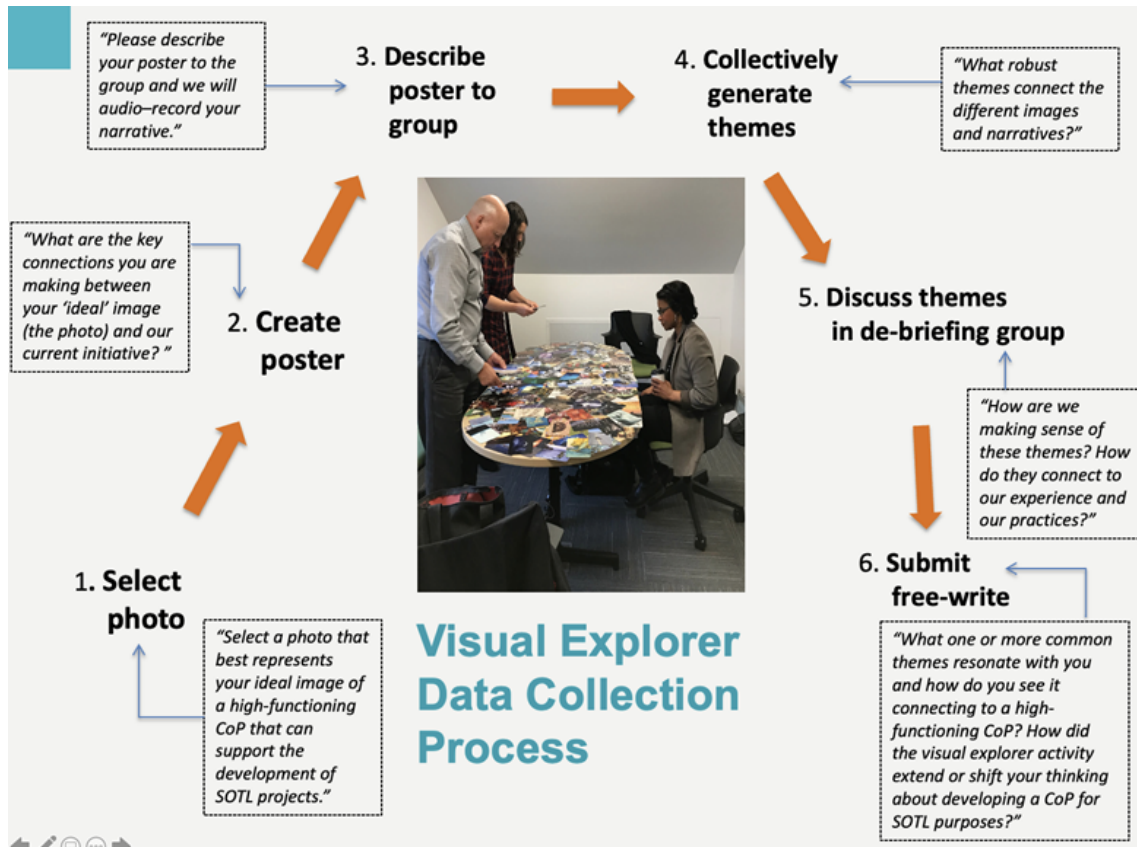 1. Select
photo
“Select a photo that
best represents
your ideal image of
a high-functioning
CoP that can
support the
development of
SOTL projects.”
2. Create
poster
“What are the key
connections you are
making between
your ‘ideal’ image
(the photo) and our
current initiative? ”
3. Describe
poster to
group
“Please describe
your poster to the
group and we will
audio–record your
narrative.”
4. Collectively
generate
themes
“What robust
themes connect the
different images
and narratives?”
5. Discuss themes
in de-briefing group
“How are we
making sense of
these themes? How
do they connect to
our experience and
our practices?”
6. Submit
free-write
“What one or more common
themes resonate with you
and how do you see it
connecting to a high-
functioning CoP? How did
the visual explorer activity
extend or shift your thinking
about developing a CoP for
SOTL purposes?”
Visual Explorer
Data Collection
Process